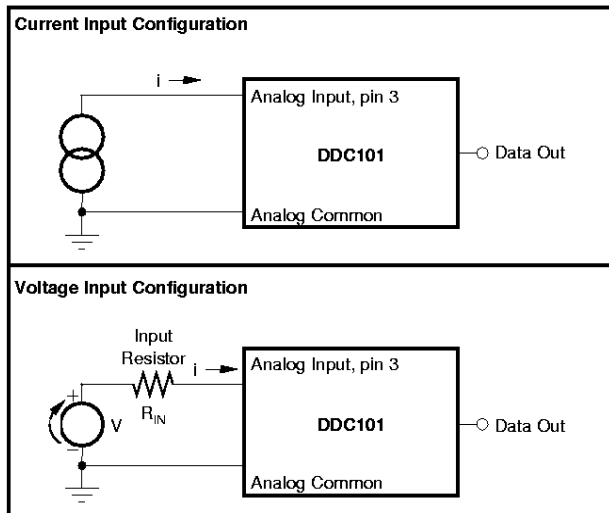 Current Input Configuration
i
Analog Input, pin 3
DDC101
Data Out
Analog Common
Voltage Input Configuration
Input
Resistor
i
Analog Input, pin 3
+
R_IN
V
DDC101
Data Out
−
Analog Common